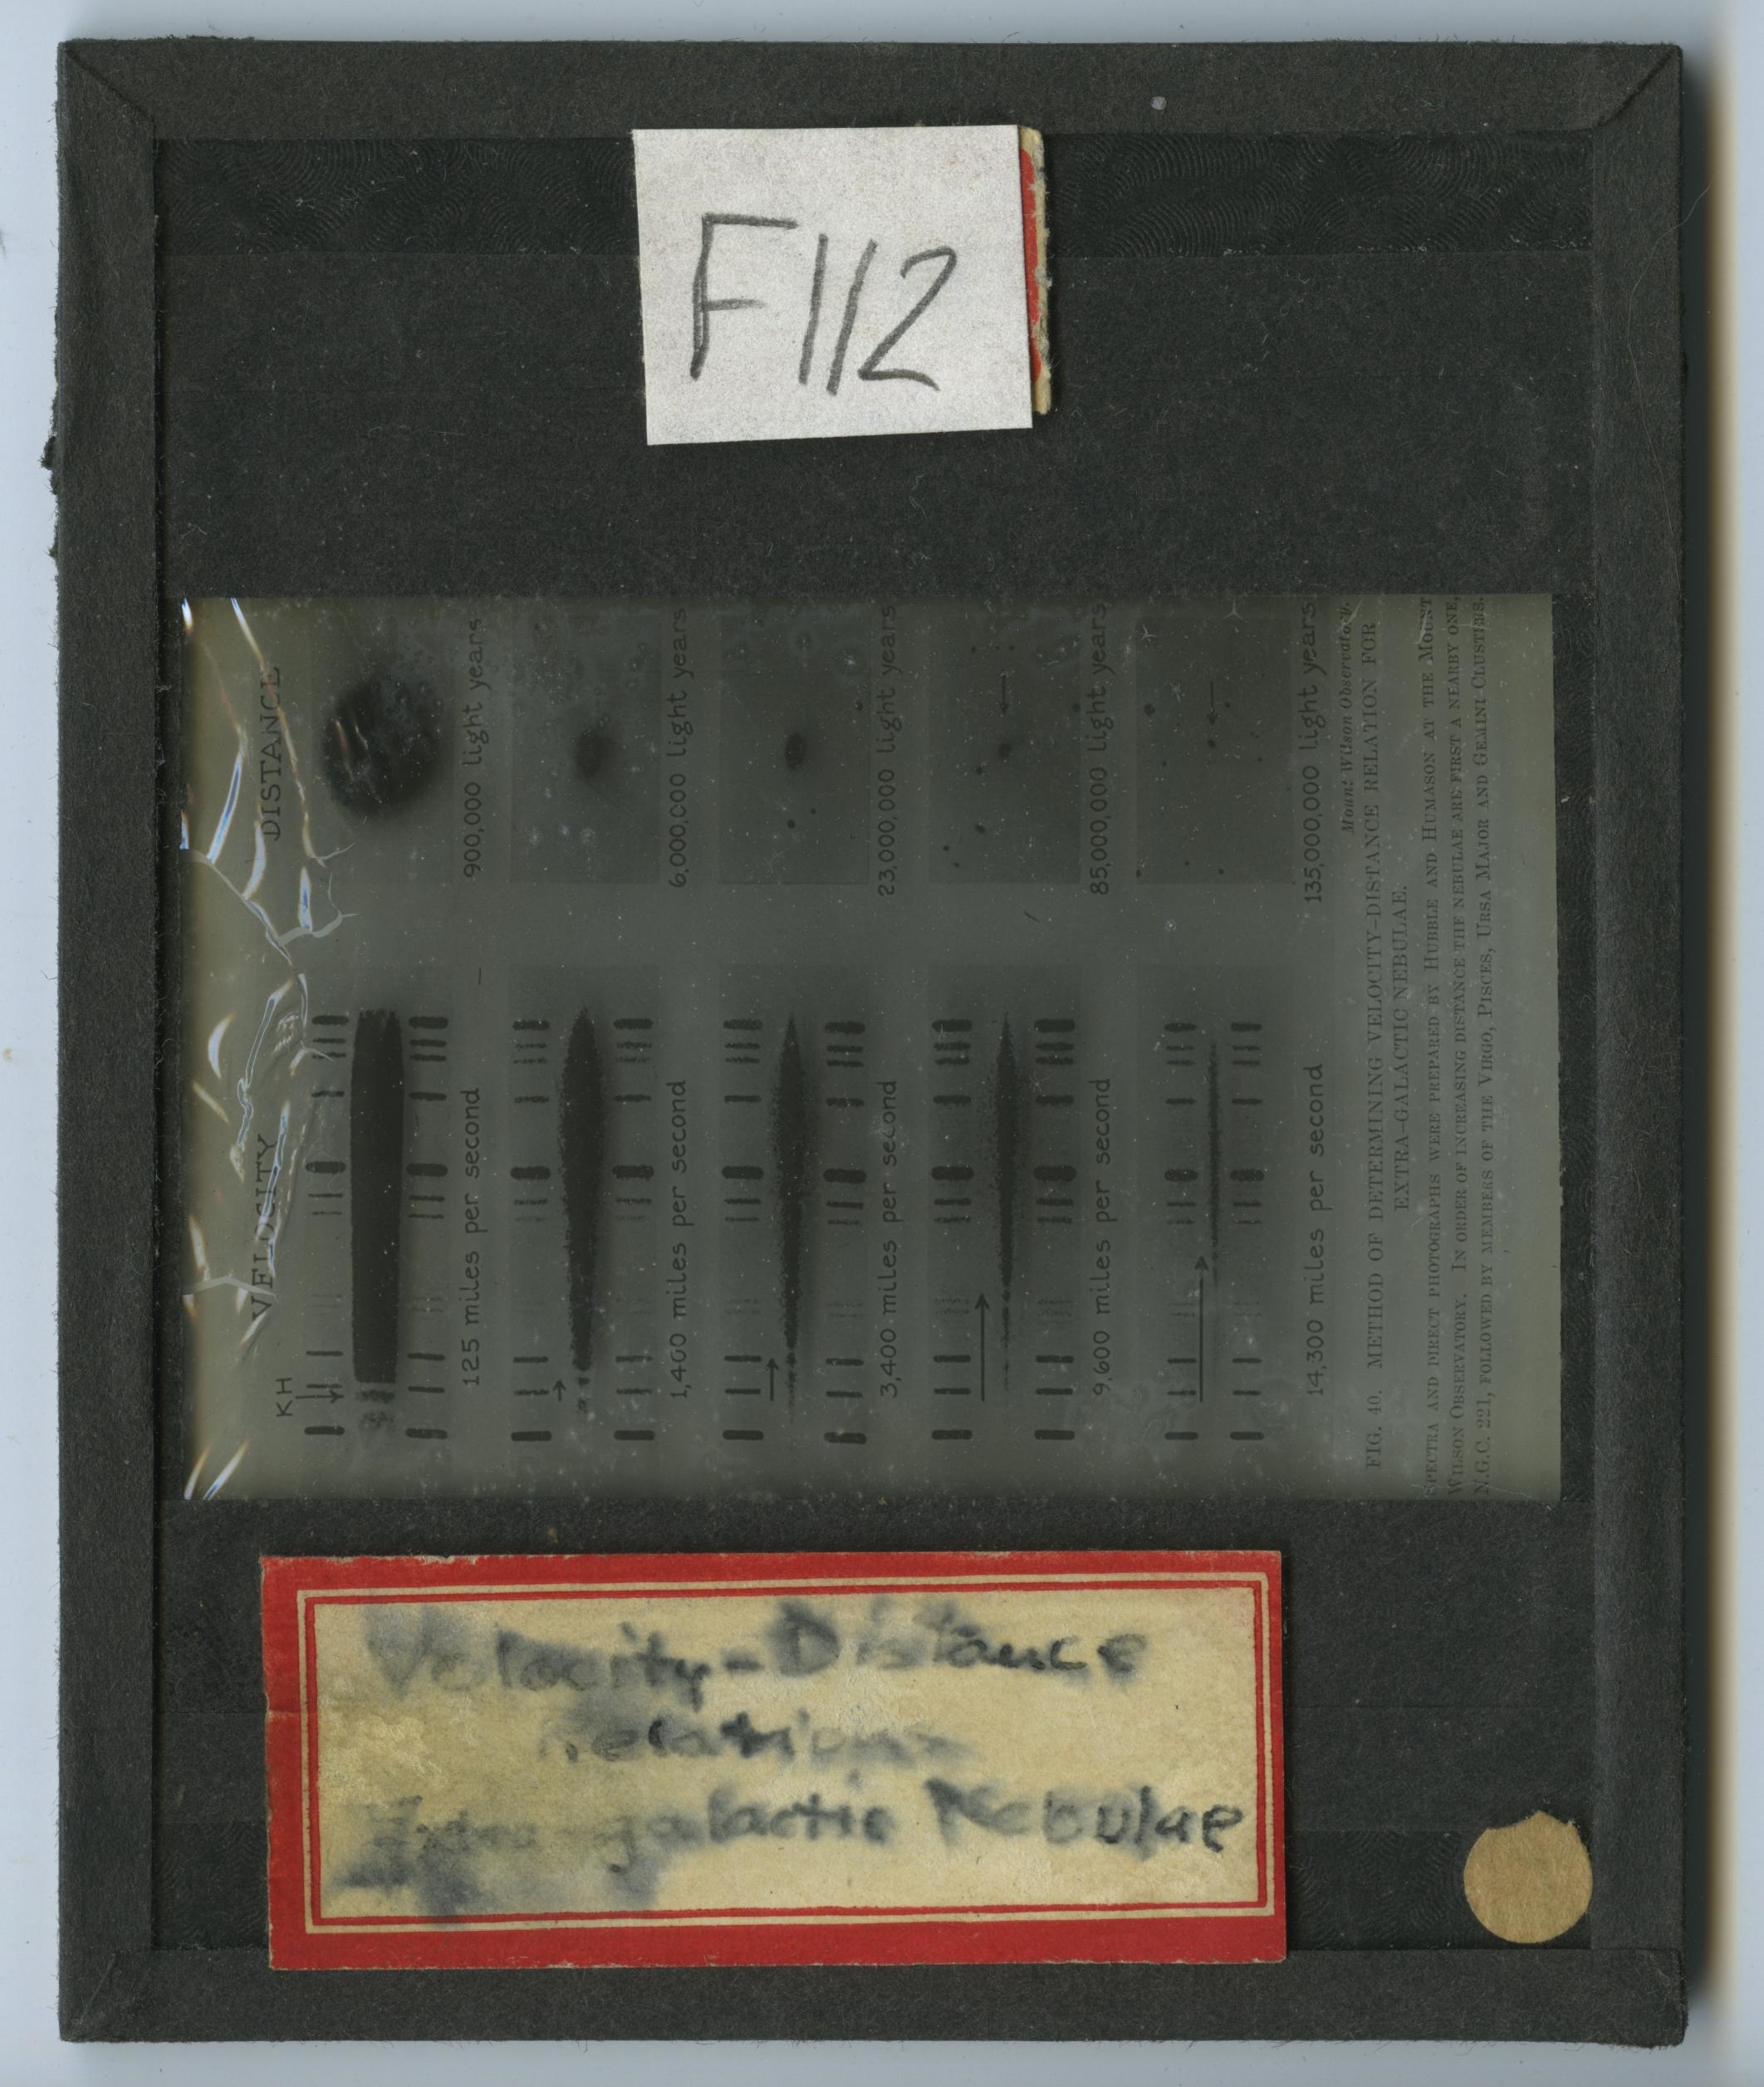 F112
VELOCITY DISTANCE
KH
125 miles per second 900,000 light years
1,400 miles per second 6,000,000 light years
3,400 miles per second 23,000,000 light years
9,600 miles per second 85,000,000 light years
14,300 miles per second 135,000,000 light years
Mount Wilson Observatory.
FIG. 40. METHOD OF DETERMINING VELOCITY–DISTANCE RELATION FOR
EXTRA–GALACTIC NEBULAE.
SPECTRA AND DIRECT PHOTOGRAPHS WERE PREPARED BY HUBBLE AND HUMASON AT THE MOUNT
WILSON OBSERVATORY. IN ORDER OF INCREASING DISTANCE THE NEBULAE ARE FIRST A NEARBY ONE,
N.G.C. 221, FOLLOWED BY MEMBERS OF THE VIRGO, PISCES, URSA MAJOR AND GEMINI CLUSTERS.
Velocity-Distance
Relations
Extra-galactic Nebulae